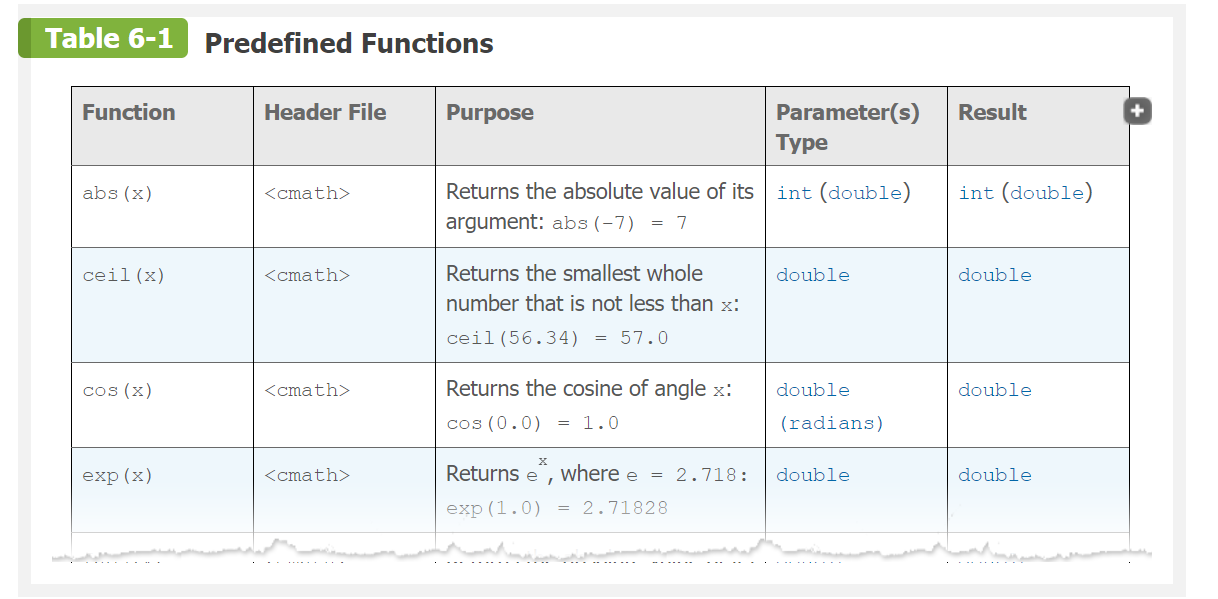 Table 6-1 Predefined Functions
Function Header File Purpose Parameter(s) Type Result
abs(x) <cmath> Returns the absolute value of its argument: abs(-7) = 7 int (double) int (double)
ceil(x) <cmath> Returns the smallest whole number that is not less than x: ceil(56.34) = 57.0 double double
cos(x) <cmath> Returns the cosine of angle x: cos(0.0) = 1.0 double (radians) double
exp(x) <cmath> Returns e^x, where e = 2.718: exp(1.0) = 2.71828 double double